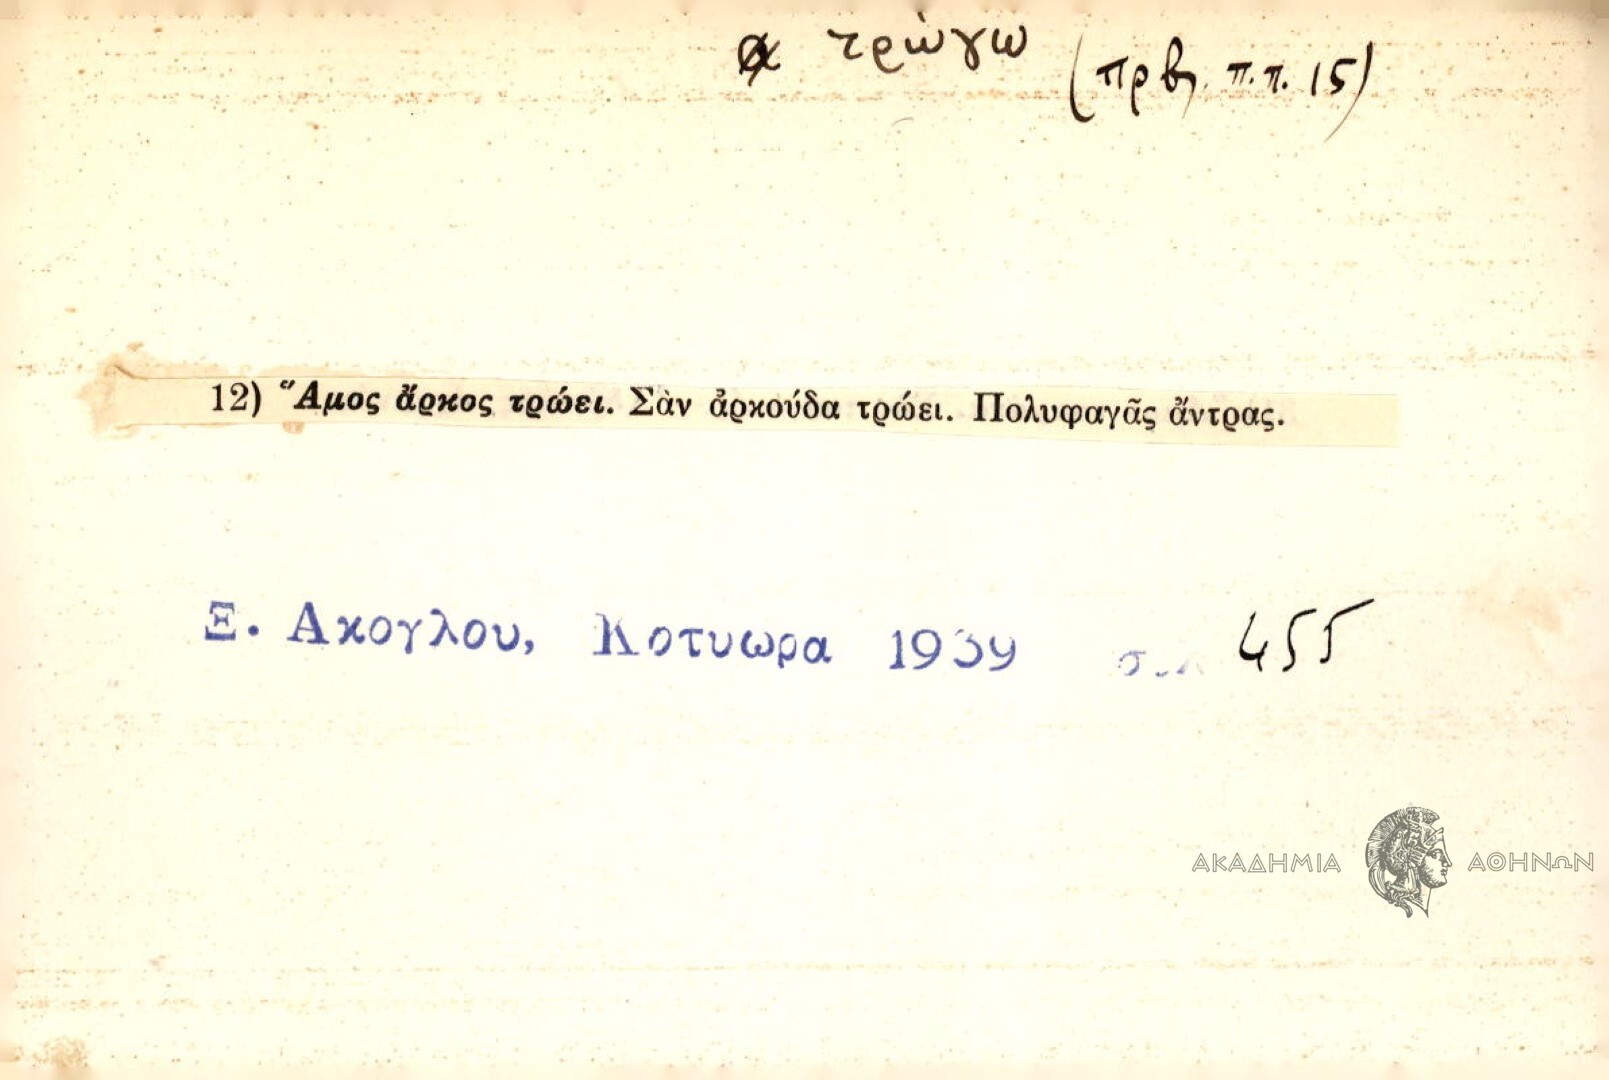 τρώγω (πρβ. π.π. 15)
12) Ἅμος ἄρκος τρώει. Σὰν ἀρκούδα τρώει. Πολυφαγᾶς ἄντρας.
Ξ. Ακογλου, Κοτυωρα 1939 σελ 455
ΑΚΑΔΗΜΙΑ ΑΘΗΝΩΝ